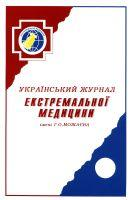 УКРАЇНСЬКИЙ ЖУРНАЛ
ЕКСТРЕМАЛЬНОЇ
МЕДИЦИНИ
імені Г.О.МОЖАЄВА